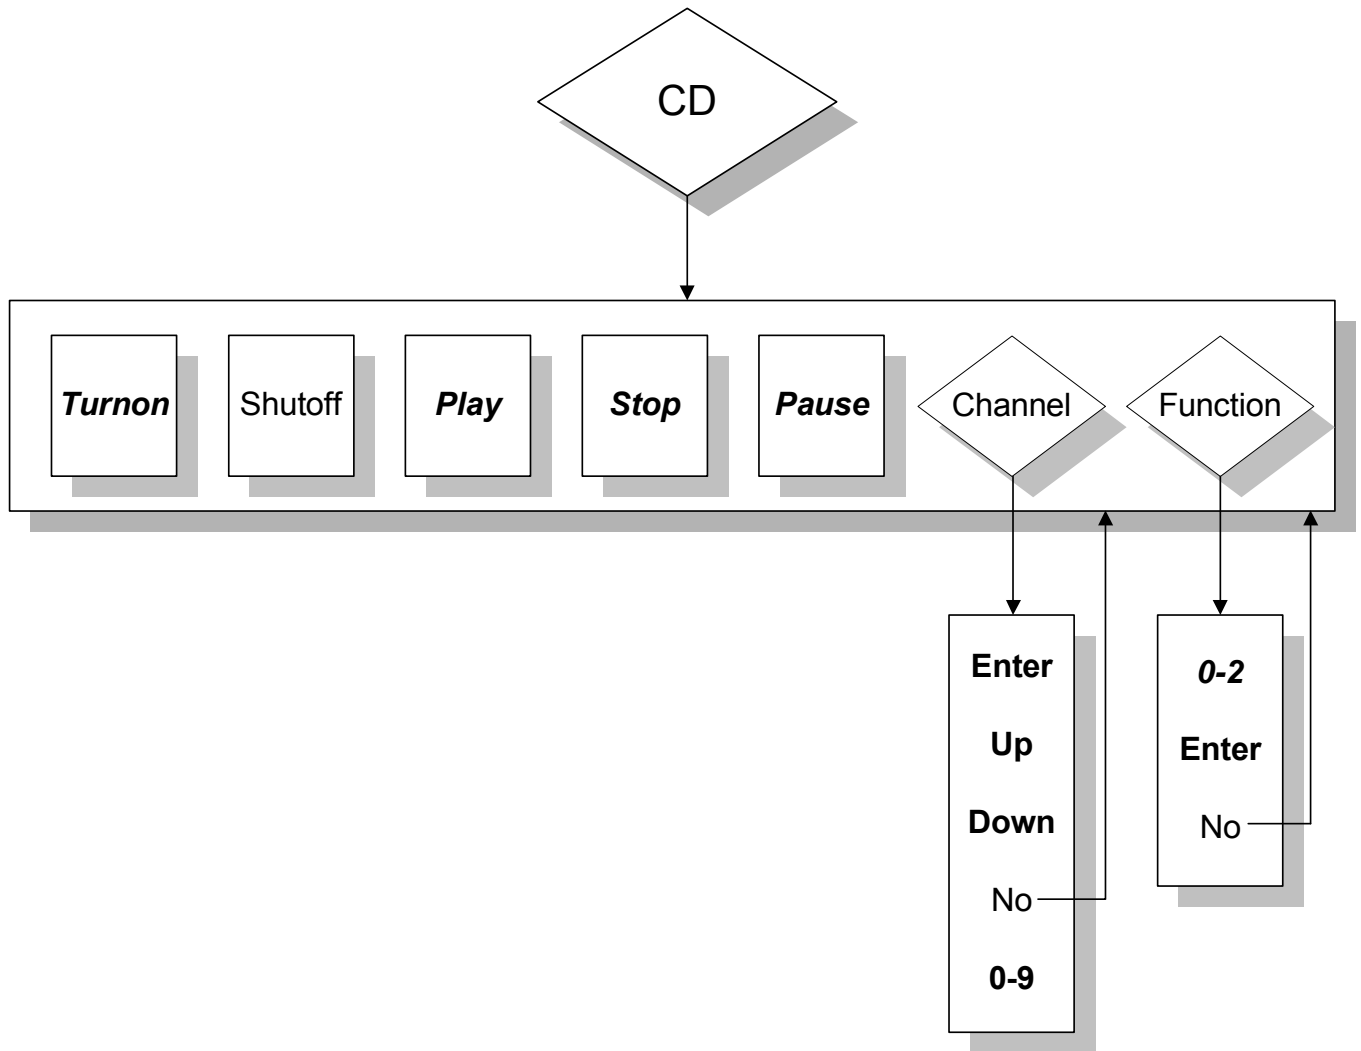 CD
Turnon
Shutoff
Play
Stop
Pause
Channel
Function
Enter
Up
Down
No
0-9
0-2
Enter
No